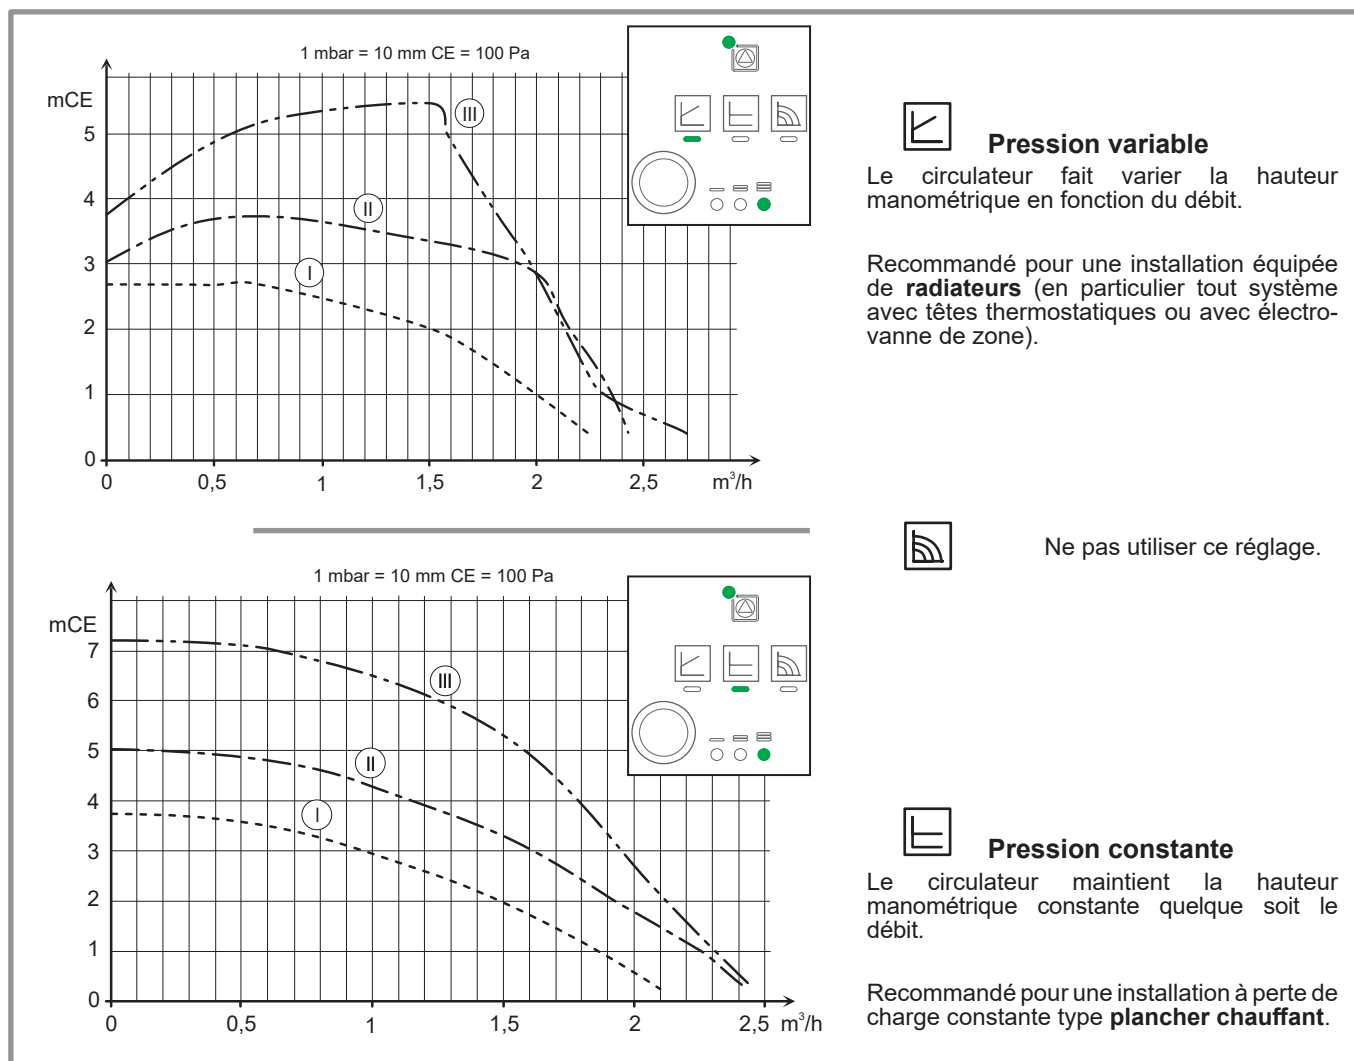 1 mbar = 10 mm CE = 100 Pa
mCE
5
4
3
2
1
0
III
II
I
0
0,5
1
1,5
2
2,5
m³/h
Pression variable
Le circulateur fait varier la hauteur
manométrique en fonction du débit.
Recommandé pour une installation équipée
de radiateurs (en particulier tout système
avec têtes thermostatiques ou avec électro-
vanne de zone).
Ne pas utiliser ce réglage.
1 mbar = 10 mm CE = 100 Pa
mCE
7
6
5
4
3
2
1
0
III
II
I
0
0,5
1
1,5
2
2,5
m³/h
Pression constante
Le circulateur maintient la hauteur
manométrique constante quelque soit le
débit.
Recommandé pour une installation à perte de
charge constante type plancher chauffant.